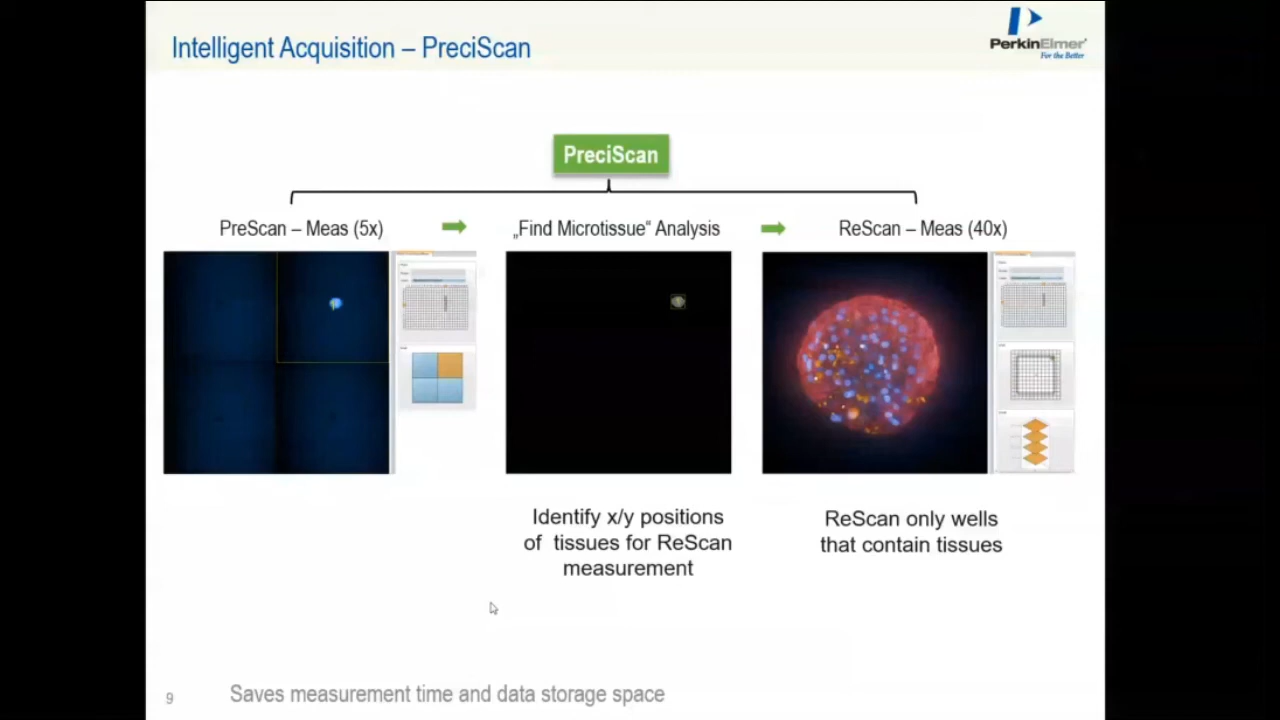 Intelligent Acquisition – PreciScan
PerkinElmer
For the Better
PreciScan
PreScan – Meas (5x)
„Find Microtissue“ Analysis
ReScan – Meas (40x)
Identify x/y positions
of tissues for ReScan
measurement
ReScan only wells
that contain tissues
9
Saves measurement time and data storage space